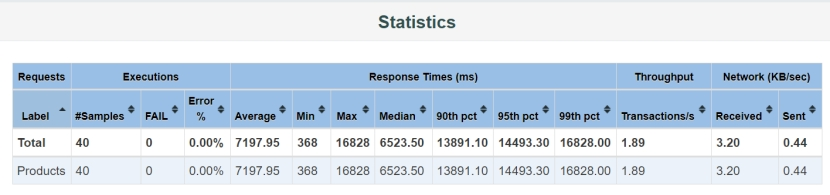 Statistics
Requests Executions Response Times (ms) Throughput Network (KB/sec)
Label #Samples FAIL Error % Average Min Max Median 90th pct 95th pct 99th pct Transactions/s Received Sent
Total 40 0 0.00% 7197.95 368 16828 6523.50 13891.10 14493.30 16828.00 1.89 3.20 0.44
Products 40 0 0.00% 7197.95 368 16828 6523.50 13891.10 14493.30 16828.00 1.89 3.20 0.44